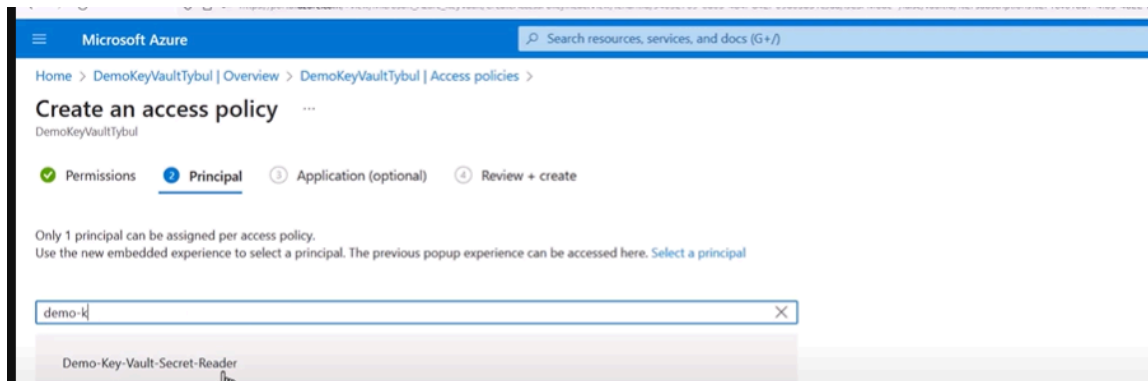 Microsoft Azure
Search resources, services, and docs (G+/)
Home > DemoKeyVaultTybul | Overview > DemoKeyVaultTybul | Access policies >
Create an access policy ...
DemoKeyVaultTybul
Permissions 2 Principal 3 Application (optional) 4 Review + create
Only 1 principal can be assigned per access policy.
Use the new embedded experience to select a principal. The previous popup experience can be accessed here. Select a principal
demo-k
Demo-Key-Vault-Secret-Reader